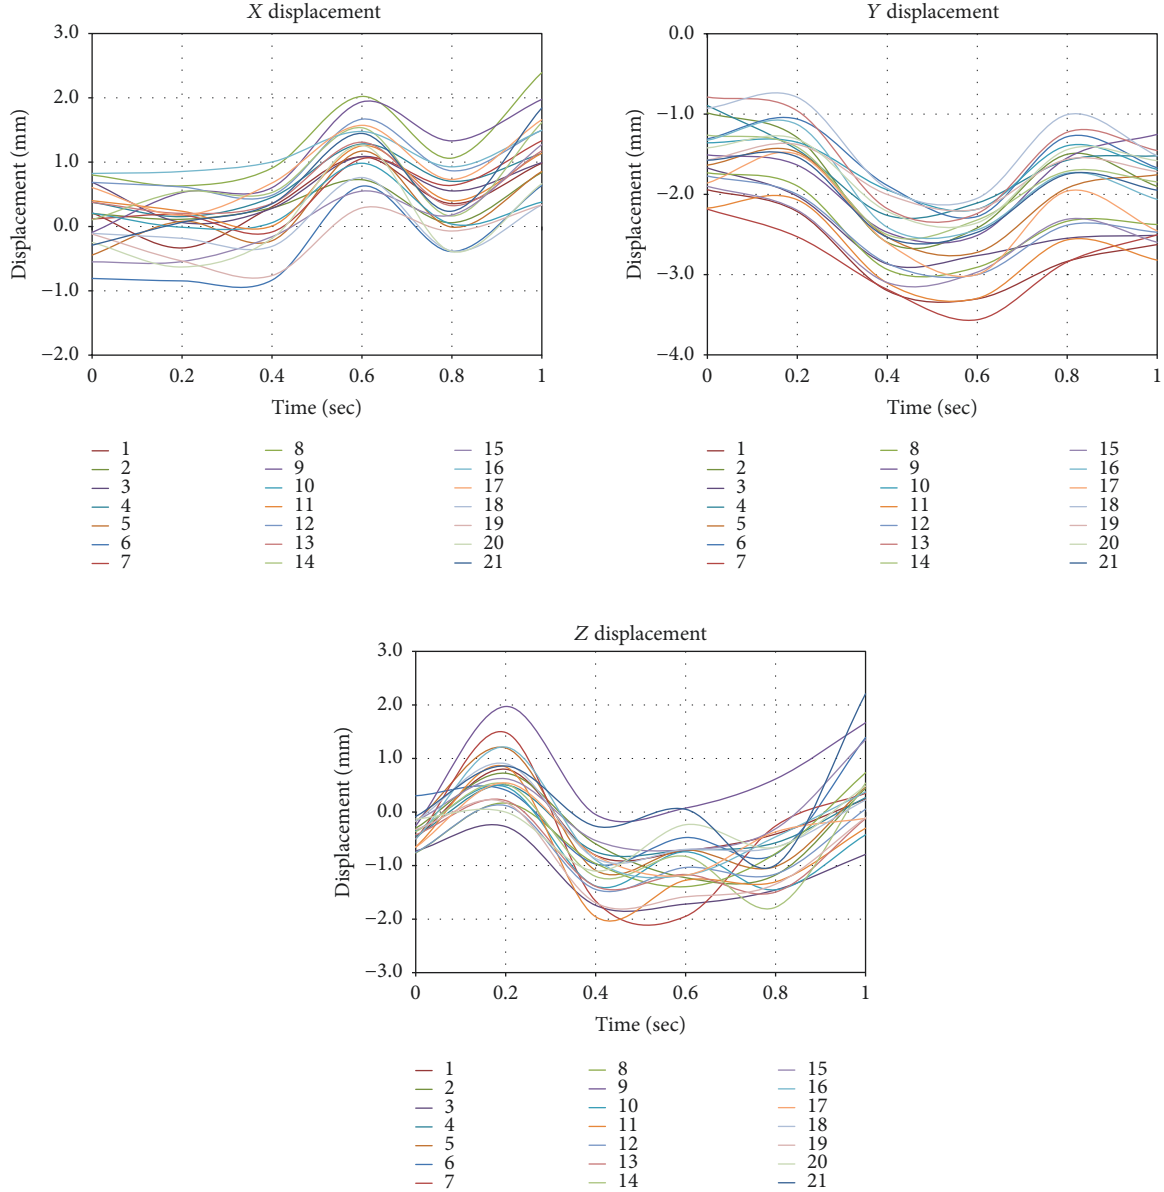 X displacement
3.0
2.0
1.0
0.0
−1.0
−2.0
Displacement (mm)
0 0.2 0.4 0.6 0.8 1
Time (sec)
1 8 15
2 9 16
3 10 17
4 11 18
5 12 19
6 13 20
7 14 21
Y displacement
0.0
−1.0
−2.0
−3.0
−4.0
Displacement (mm)
0 0.2 0.4 0.6 0.8 1
Time (sec)
1 8 15
2 9 16
3 10 17
4 11 18
5 12 19
6 13 20
7 14 21
Z displacement
3.0
2.0
1.0
0.0
−1.0
−2.0
−3.0
Displacement (mm)
0 0.2 0.4 0.6 0.8 1
Time (sec)
1 8 15
2 9 16
3 10 17
4 11 18
5 12 19
6 13 20
7 14 21